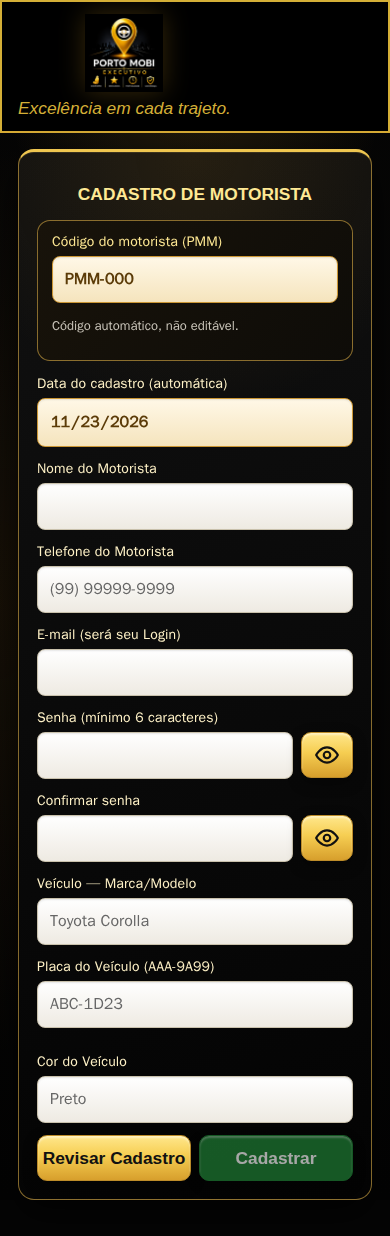 PORTO MOBI
EXECUTIVO
Excelência em cada trajeto.
CADASTRO DE MOTORISTA
Código do motorista (PMM)
PMM-000
Código automático, não editável.
Data do cadastro (automática)
11/23/2026
Nome do Motorista
Telefone do Motorista
(99) 99999-9999
E-mail (será seu Login)
Senha (mínimo 6 caracteres)
Confirmar senha
Veículo — Marca/Modelo
Toyota Corolla
Placa do Veículo (AAA-9A99)
ABC-1D23
Cor do Veículo
Preto
Revisar Cadastro Cadastrar